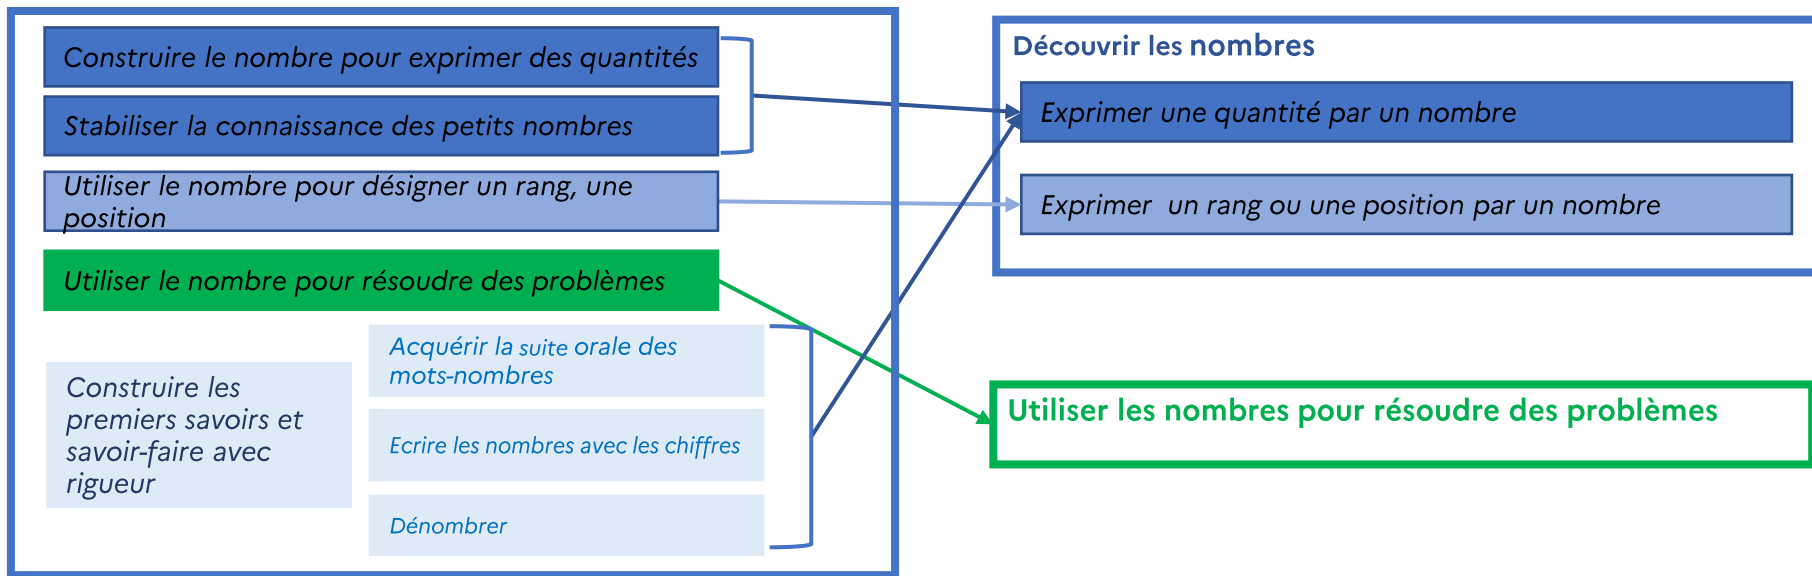 Construire le nombre pour exprimer des quantités
Stabiliser la connaissance des petits nombres
Utiliser le nombre pour désigner un rang, une
position
Utiliser le nombre pour résoudre des problèmes
Construire les
premiers savoirs et
savoir-faire avec
rigueur
Acquérir la suite orale des
mots-nombres
Ecrire les nombres avec les chiffres
Dénombrer
Découvrir les nombres
Exprimer une quantité par un nombre
Exprimer  un rang ou une position par un nombre
Utiliser les nombres pour résoudre des problèmes